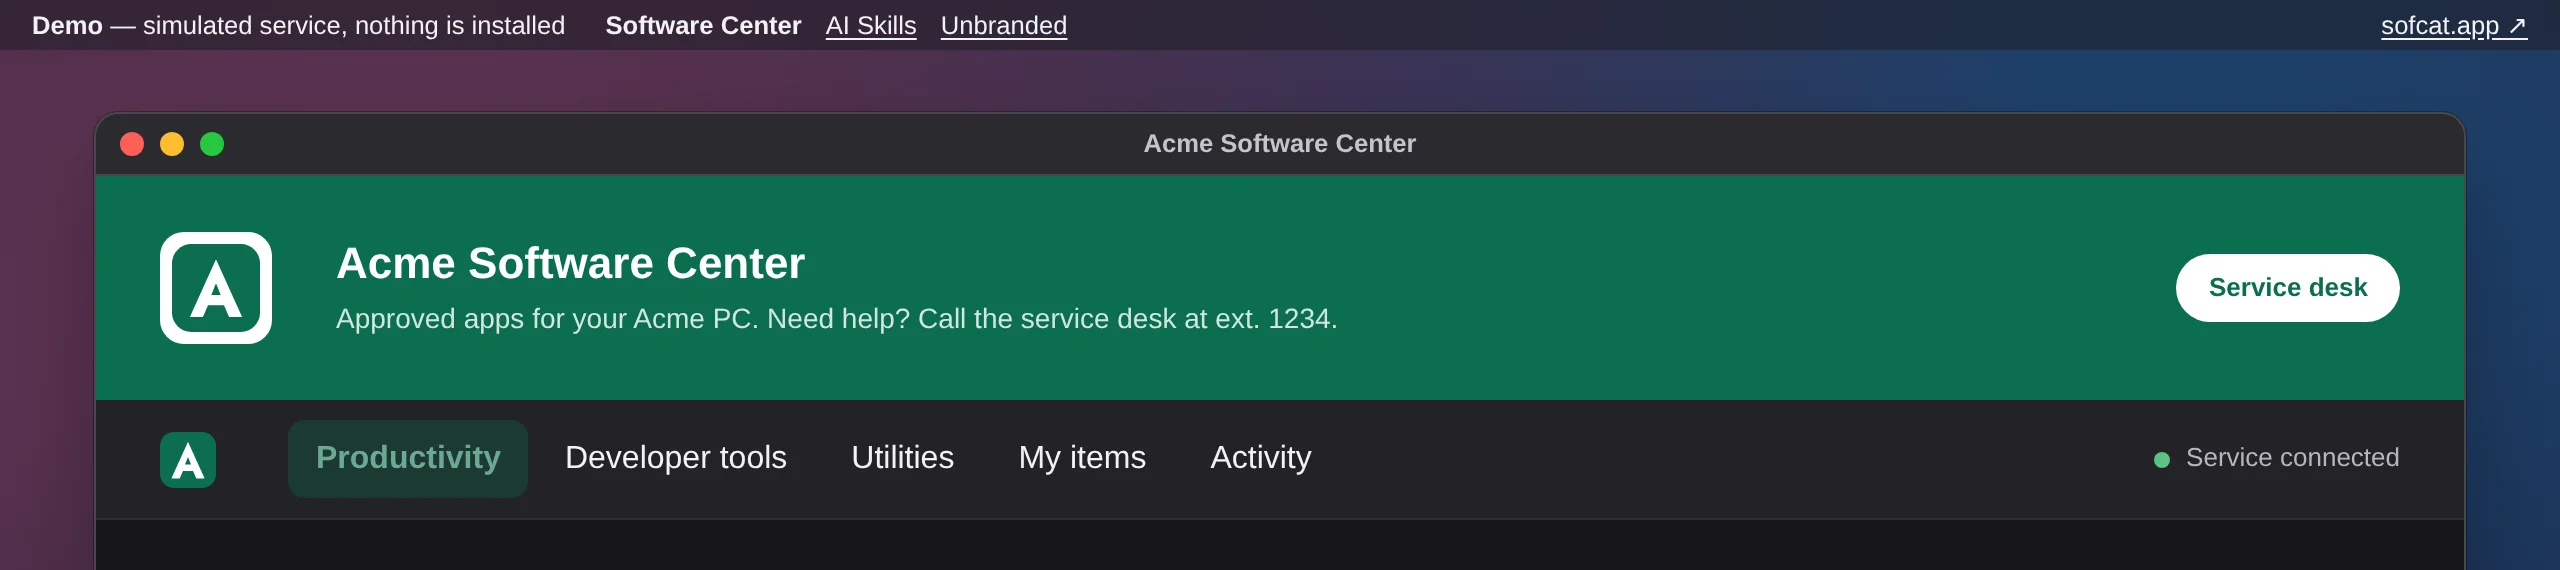 Demo — simulated service, nothing is installed Software Center AI Skills Unbranded sofcat.app ↗
Acme Software Center
Acme Software Center
Approved apps for your Acme PC. Need help? Call the service desk at ext. 1234.
Service desk
Productivity Developer tools Utilities My items Activity Service connected